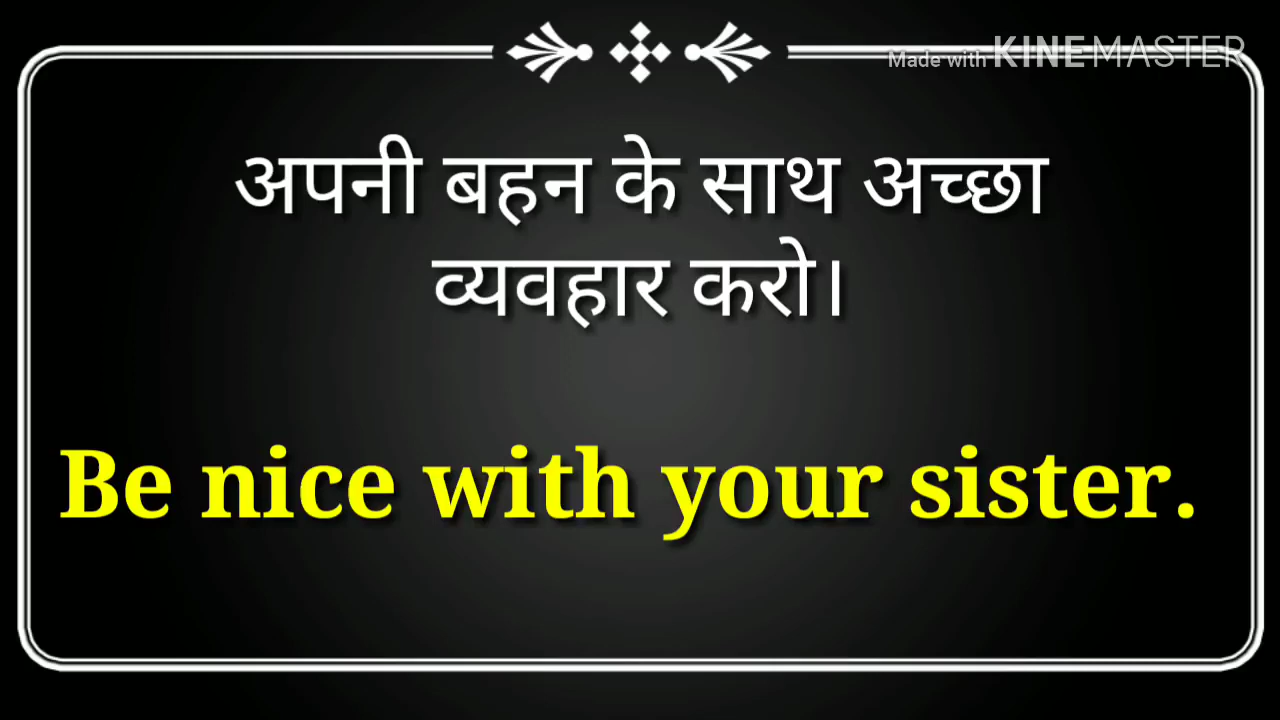 Made with KINEMASTER
अपनी बहन के साथ अच्छा
व्यवहार करो।
Be nice with your sister.